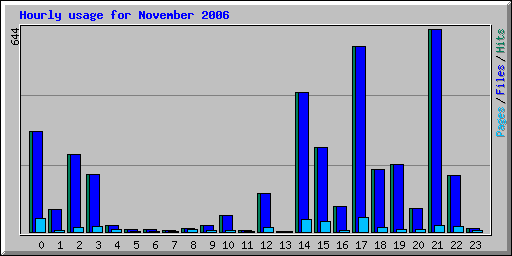 Hourly usage for November 2006
644
0 1 2 3 4 5 6 7 8 9 10 11 12 13 14 15 16 17 18 19 20 21 22 23
Pages/Files/Hits